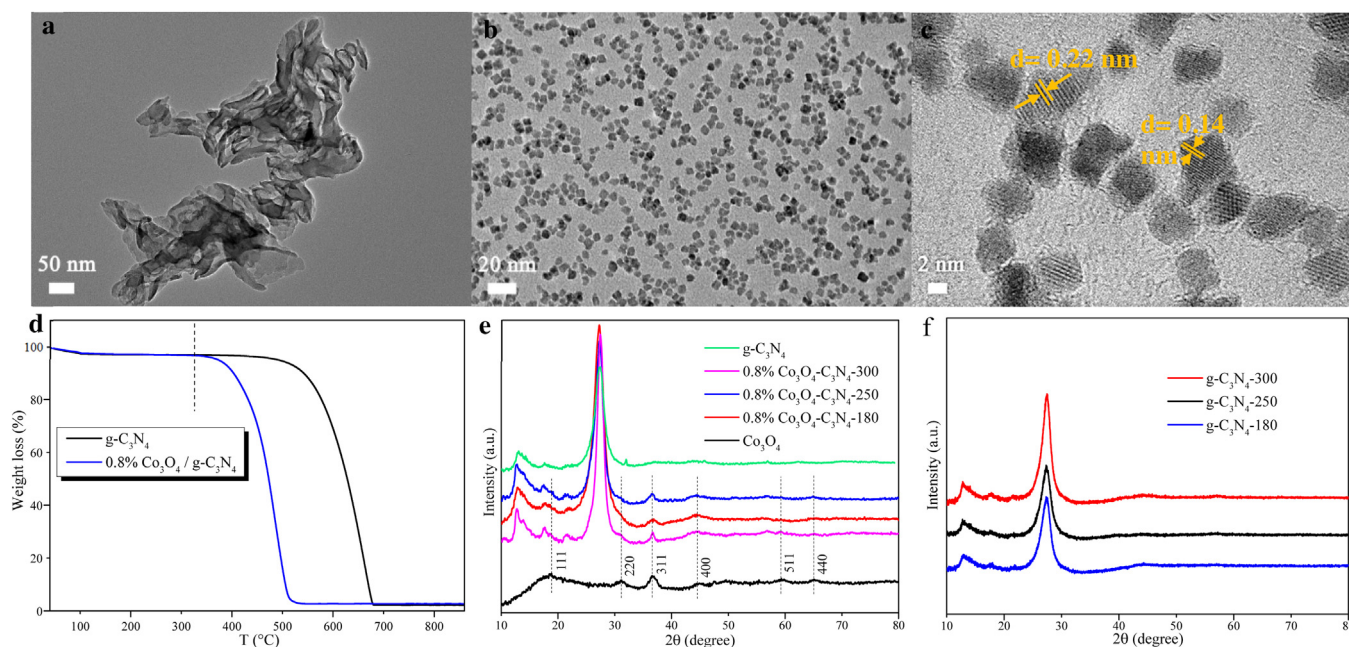 a
50 nm
b
20 nm
c
d= 0.22 nm
d= 0.14
nm
2 nm
d
100
80
60
40
20
0
Weight loss (%)
g-C₃N₄
0.8% Co₃O₄ / g-C₃N₄
200
400
600
800
T (°C)
e
Intensity (a.u.)
g-C₃N₄
0.8% Co₃O₄-C₃N₄-300
0.8% Co₃O₄-C₃N₄-250
0.8% Co₃O₄-C₃N₄-180
Co₃O₄
111
220
311
400
511
440
10
20
30
40
50
60
70
80
2θ (degree)
f
Intensity (a.u.)
g-C₃N₄-300
g-C₃N₄-250
g-C₃N₄-180
10
20
30
40
50
60
70
80
2θ (degree)